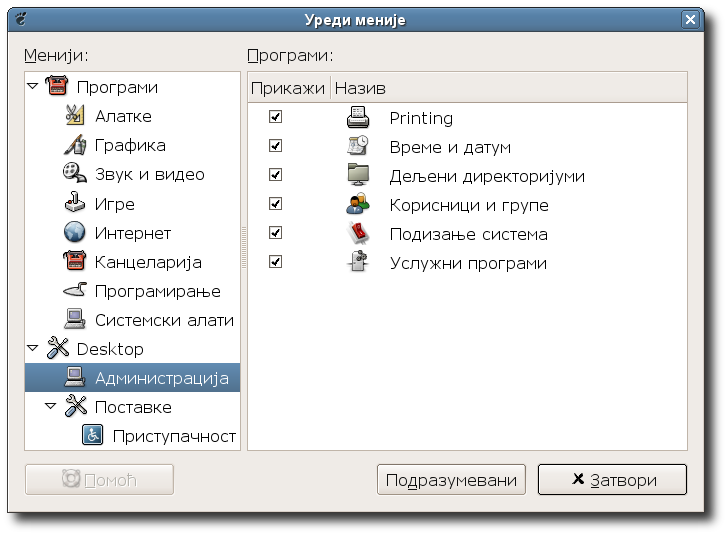 Уреди меније
Менији:
Програми
Алатке
Графика
Звук и видео
Игре
Интернет
Канцеларија
Програмирање
Системски алати
Desktop
Администрација
Поставке
Приступачност
Програми:
Прикажи Назив
Printing
Време и датум
Дељени директоријуми
Корисници и групе
Подизање система
Услужни програми
Помоћ
Подразумевани
Затвори